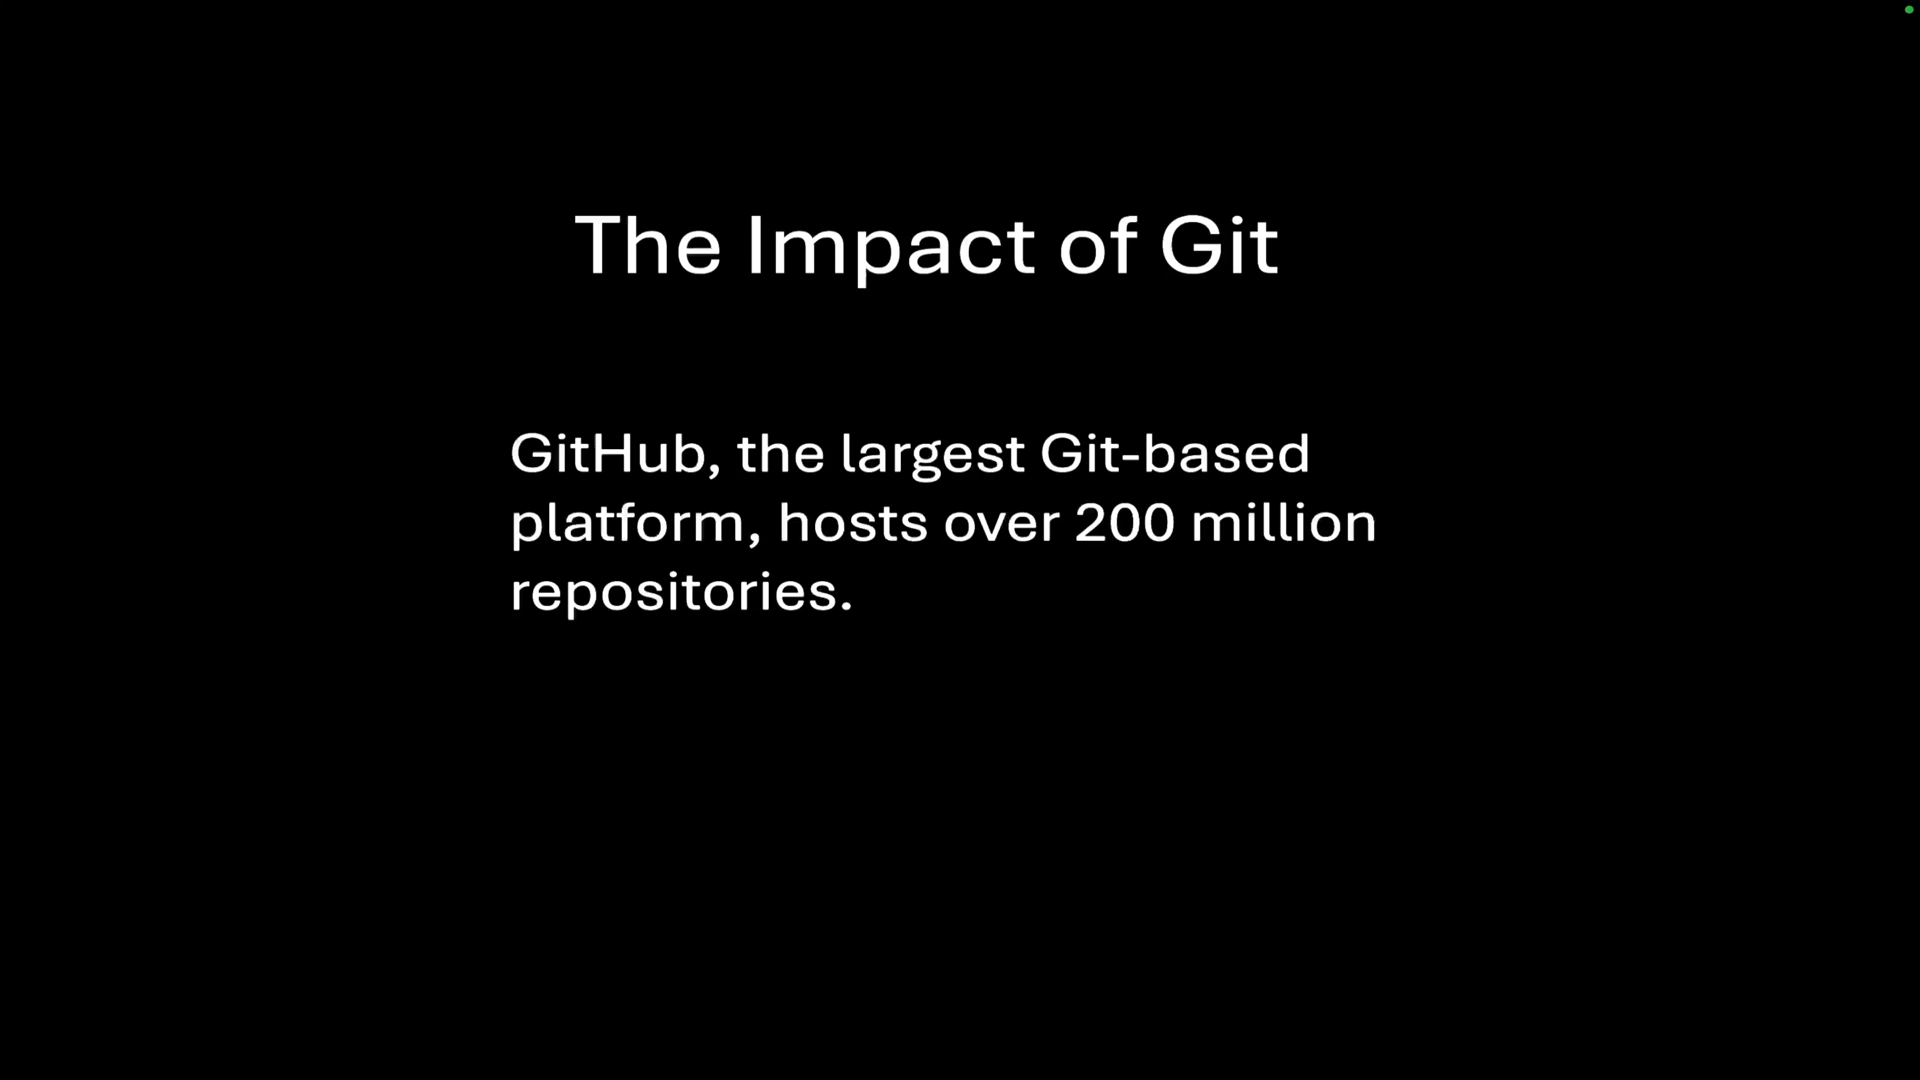 The Impact of Git
GitHub, the largest Git-based
platform, hosts over 200 million
repositories.